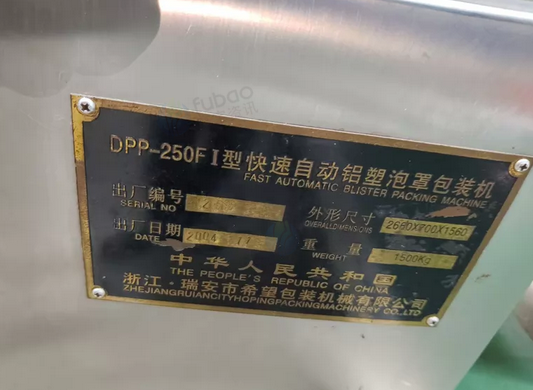 fubao
DPP-250FI型快速自动铝塑泡罩包装机
FAST AUTOMATIC BLISTER PACKING MACHINE
出厂编号
SERIAL NO
外形尺寸 2680X700X1560
OVERALLDIMENSIONS
出厂日期 2004
DATE
重量 1500Kg
WEIGHT
中华人民共和国
THE PEOPLE'S REPUBLIC OF CHINA
浙江·瑞安市希望包装机械有限公司
ZHEJIANGRUIANCITYHOPINGPACKINGMACHINERY CO.,LTD